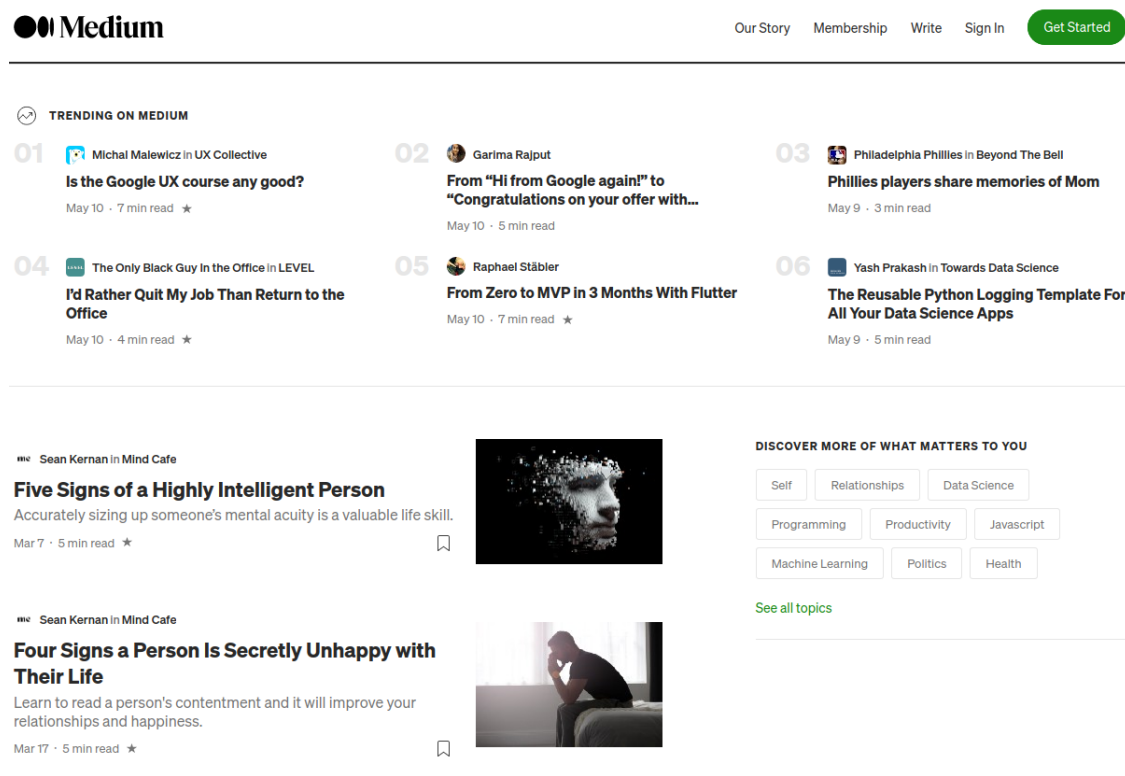 Medium
Our Story Membership Write Sign In Get Started
TRENDING ON MEDIUM
01
Michal Malewicz in UX Collective
Is the Google UX course any good?
May 10 · 7 min read ★
02
Garima Rajput
From “Hi from Google again!” to
“Congratulations on your offer with...
May 10 · 5 min read
03
Philadelphia Phillies in Beyond The Bell
Phillies players share memories of Mom
May 9 · 3 min read
04
The Only Black Guy In the Office in LEVEL
I’d Rather Quit My Job Than Return to the
Office
May 10 · 4 min read ★
05
Raphael Stäbler
From Zero to MVP in 3 Months With Flutter
May 10 · 7 min read ★
06
Yash Prakash in Towards Data Science
The Reusable Python Logging Template For
All Your Data Science Apps
May 9 · 5 min read
me Sean Kernan in Mind Cafe
Five Signs of a Highly Intelligent Person
Accurately sizing up someone’s mental acuity is a valuable life skill.
Mar 7 · 5 min read ★
me Sean Kernan in Mind Cafe
Four Signs a Person Is Secretly Unhappy with
Their Life
Learn to read a person's contentment and it will improve your
relationships and happiness.
Mar 17 · 5 min read ★
DISCOVER MORE OF WHAT MATTERS TO YOU
Self Relationships Data Science
Programming Productivity Javascript
Machine Learning Politics Health
See all topics